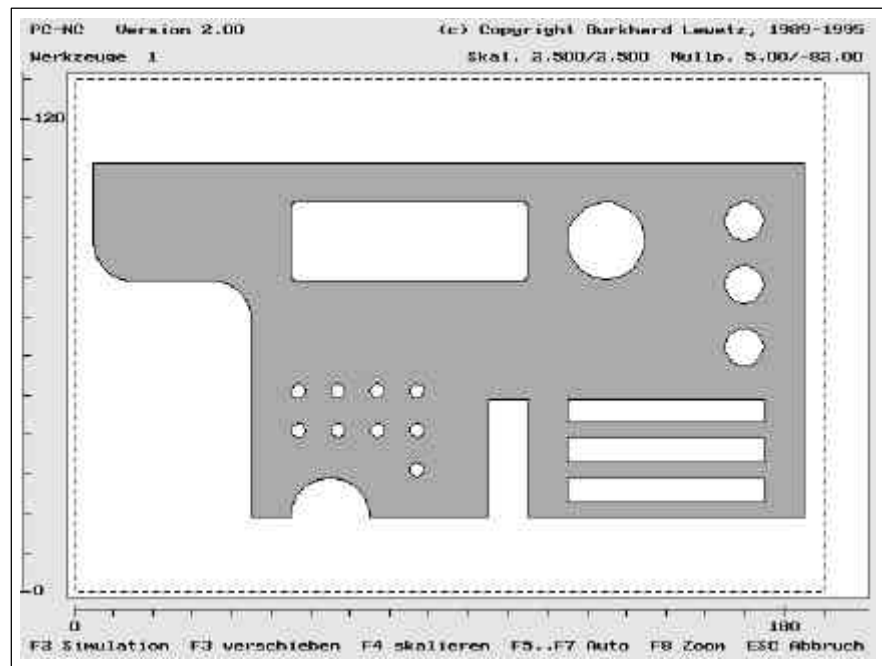 PC-NC Version 2.00 (c) Copyright Burkhard Lewetz, 1989-1995
Werkzeuge 1 Skal. 2.500/2.500 Nullp. 5.00/-82.00
120
0
0 180
F2 Simulation F3 verschieben F4 skalieren F5..F7 Auto F8 Zoom ESC Abbruch